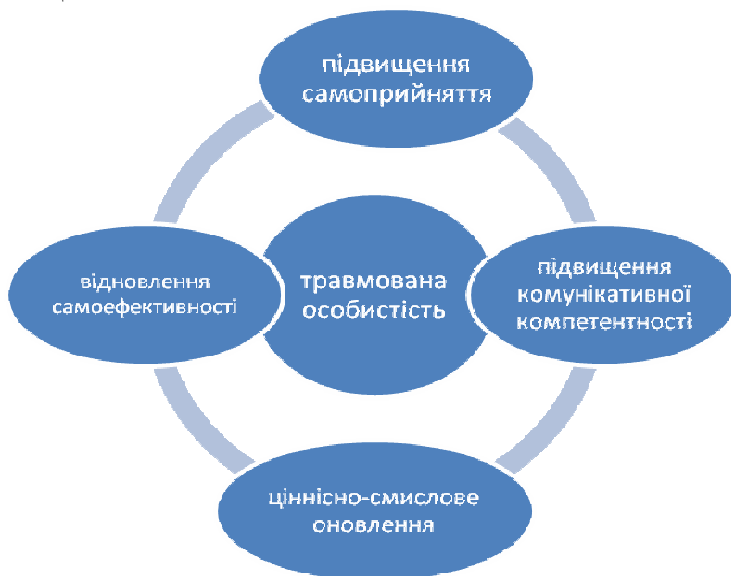 підвищення
самоприйняття
відновлення
самоефективності
травмована
особистість
підвищення
комунікативної
компетентності
ціннісно-смислове
оновлення